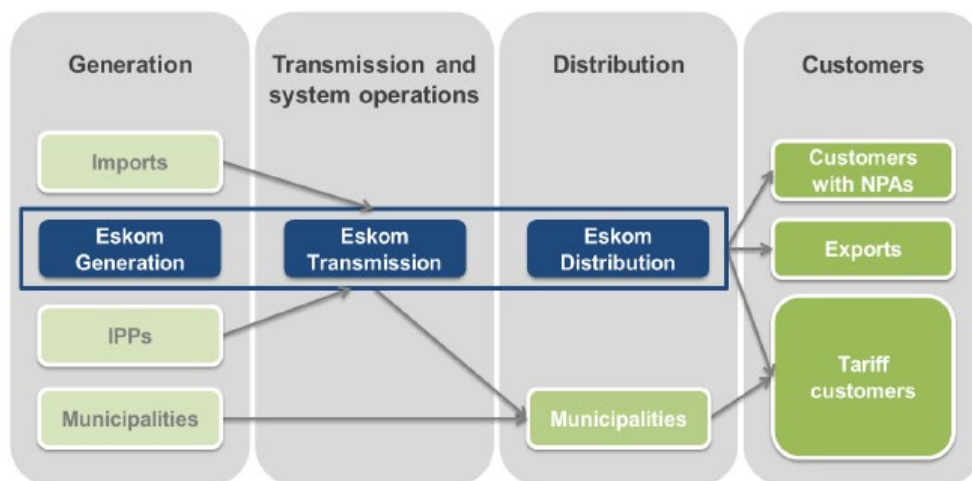 Generation
Transmission and
system operations
Distribution
Customers
Imports
Customers
with NPAs
Eskom
Generation
Eskom
Transmission
Eskom
Distribution
Exports
IPPs
Tariff
customers
Municipalities
Municipalities